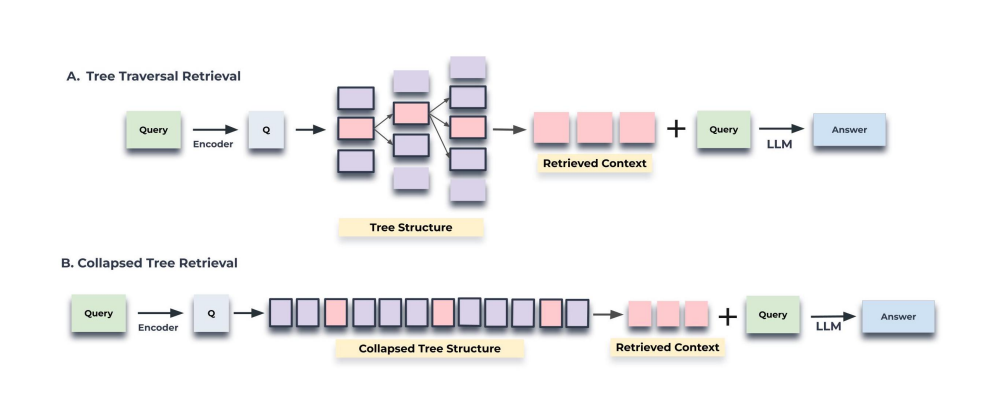 A. Tree Traversal Retrieval
Query
Encoder
Q
Tree Structure
Retrieved Context
+
Query
LLM
Answer
B. Collapsed Tree Retrieval
Query
Encoder
Q
Collapsed Tree Structure
Retrieved Context
+
Query
LLM
Answer